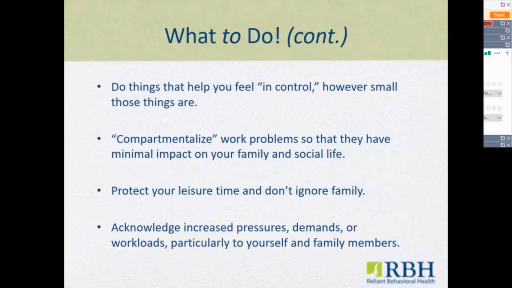 What to Do! (cont.)
• Do things that help you feel “in control,” however small
those things are.
• “Compartmentalize” work problems so that they have
minimal impact on your family and social life.
• Protect your leisure time and don’t ignore family.
• Acknowledge increased pressures, demands, or
workloads, particularly to yourself and family members.
RBH
Reliant Behavioral Health
Start